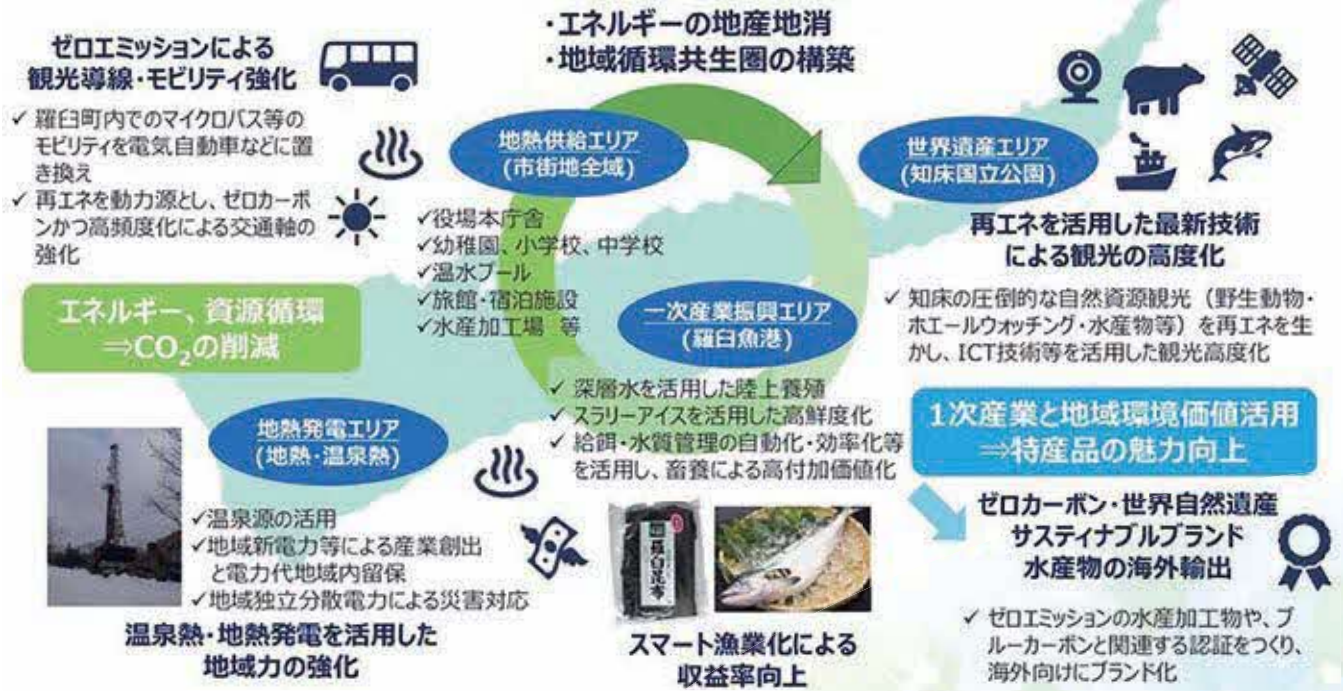 ・エネルギーの地産地消
・地域循環共生圏の構築
ゼロエミッションによる
観光導線・モビリティ強化
✓ 羅臼町内でのマイクロバス等の
モビリティを電気自動車などに置
き換え
✓ 再エネを動力源とし、ゼロカーボ
ンかつ高頻度化による交通軸の
強化
エネルギー、資源循環
⇒CO₂の削減
地熱供給エリア
(市街地全域)
✓役場本庁舎
✓幼稚園、小学校、中学校
✓温水プール
✓旅館・宿泊施設
✓水産加工場 等
世界遺産エリア
(知床国立公園)
再エネを活用した最新技術
による観光の高度化
✓ 知床の圧倒的な自然資源観光（野生動物・
ホエールウォッチング・水産物等）を再エネを生
かし、ICT技術等を活用した観光高度化
一次産業振興エリア
(羅臼魚港)
✓ 深層水を活用した陸上養殖
✓ スラリーアイスを活用した高鮮度化
✓ 給餌・水質管理の自動化・効率化等
を活用し、畜養による高付加価値化
1次産業と地域環境価値活用
⇒特産品の魅力向上
地熱発電エリア
(地熱・温泉熱)
✓温泉源の活用
✓地域新電力等による産業創出
と電力代地域内留保
✓地域独立分散電力による災害対応
温泉熱・地熱発電を活用した
地域力の強化
羅臼昆布
スマート漁業化による
収益率向上
ゼロカーボン・世界自然遺産
サスティナブルブランド
水産物の海外輸出
✓ ゼロエミッションの水産加工物や、ブ
ルーカーボンと関連する認証をつくり、
海外向けにブランド化